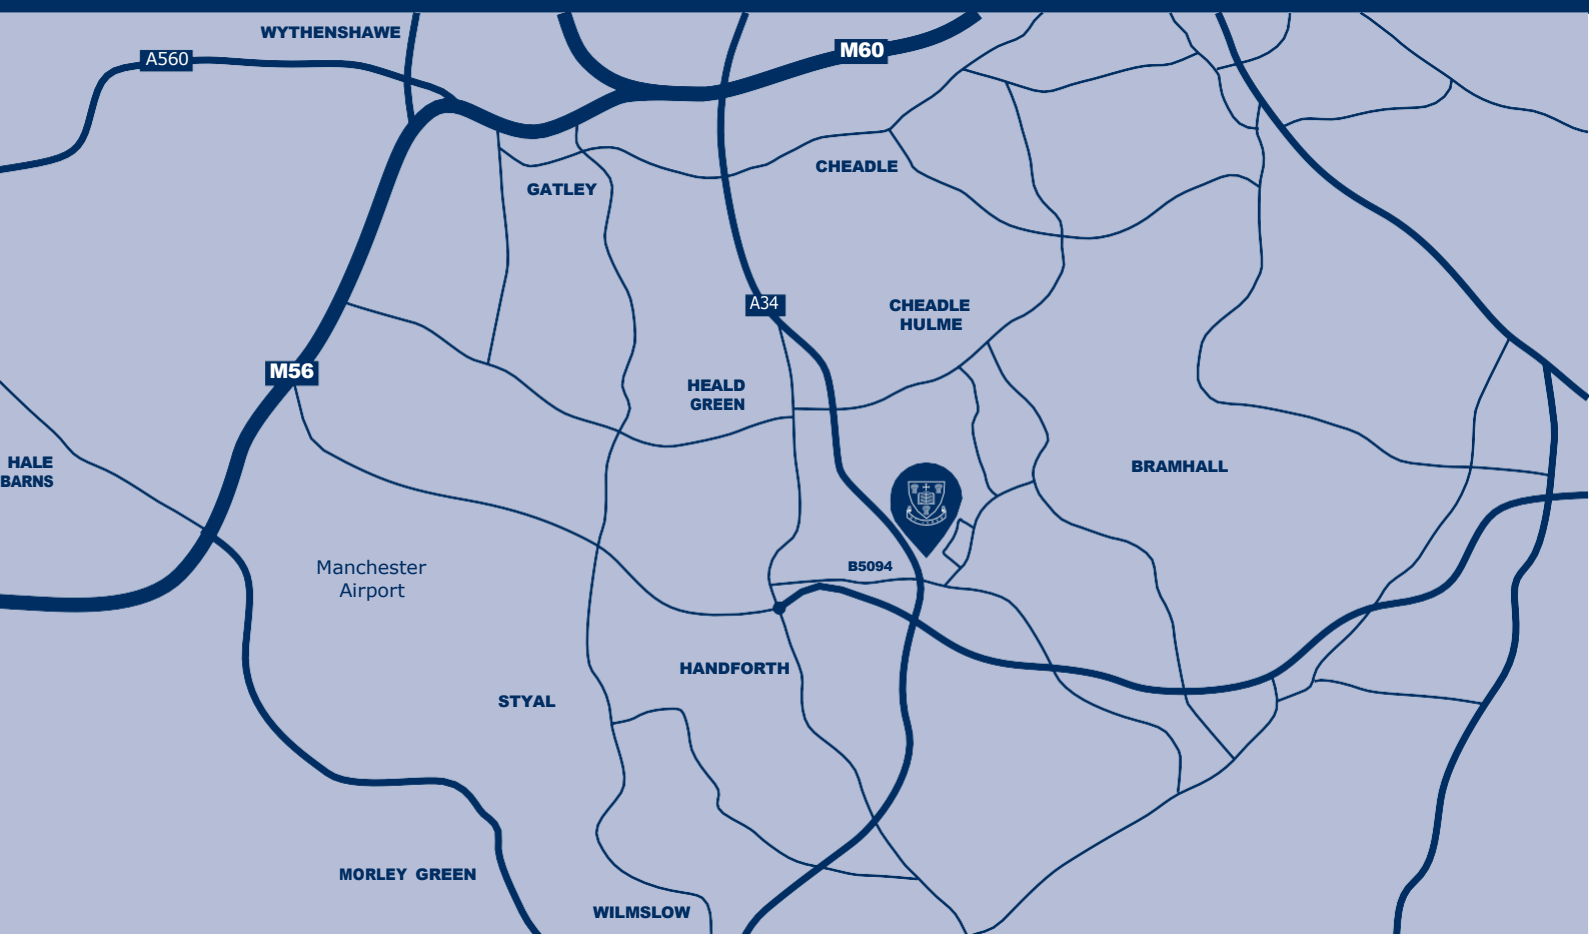 WYTHENSHAWE
A560
M60
CHEADLE
GATLEY
A34
CHEADLE
HULME
M56
HEALD
GREEN
HALE
BARNS
BRAMHALL
Manchester
Airport
B5094
HANDFORTH
STYAL
MORLEY GREEN
WILMSLOW